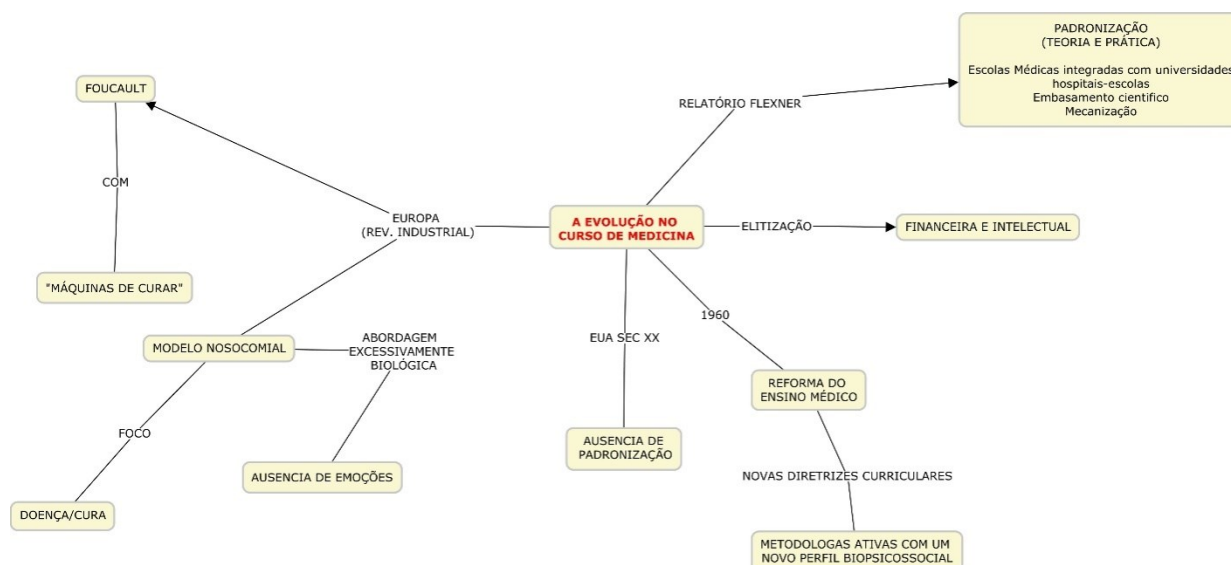 PADRONIZAÇÃO
(TEORIA E PRÁTICA)
Escolas Médicas integradas com universidades
hospitais-escolas
Embasamento cientifico
Mecanização
FOUCAULT
RELATÓRIO FLEXNER
COM
EUROPA
(REV. INDUSTRIAL)
A EVOLUÇÃO NO
CURSO DE MEDICINA
ELITIZAÇÃO
FINANCEIRA E INTELECTUAL
"MÁQUINAS DE CURAR"
MODELO NOSOCOMIAL
ABORDAGEM
EXCESSIVAMENTE
BIOLÓGICA
EUA SEC XX
1960
REFORMA DO
ENSINO MÉDICO
FOCO
AUSENCIA DE
PADRONIZAÇÃO
AUSENCIA DE EMOÇÕES
NOVAS DIRETRIZES CURRICULARES
DOENÇA/CURA
METODOLOGAS ATIVAS COM UM
NOVO PERFIL BIOPSICOSSOCIAL